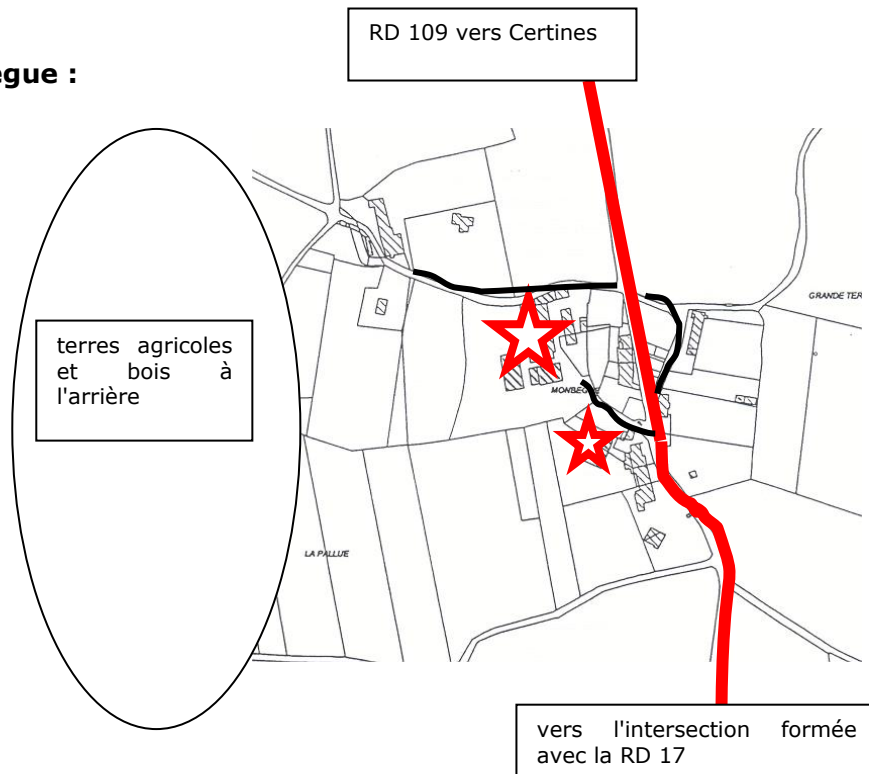 RD 109 vers Certines
ègue :
GRANDE TER
terres agricoles
et bois à
l'arrière
MONBEGUE
LA PALLUE
vers l'intersection formée
avec la RD 17